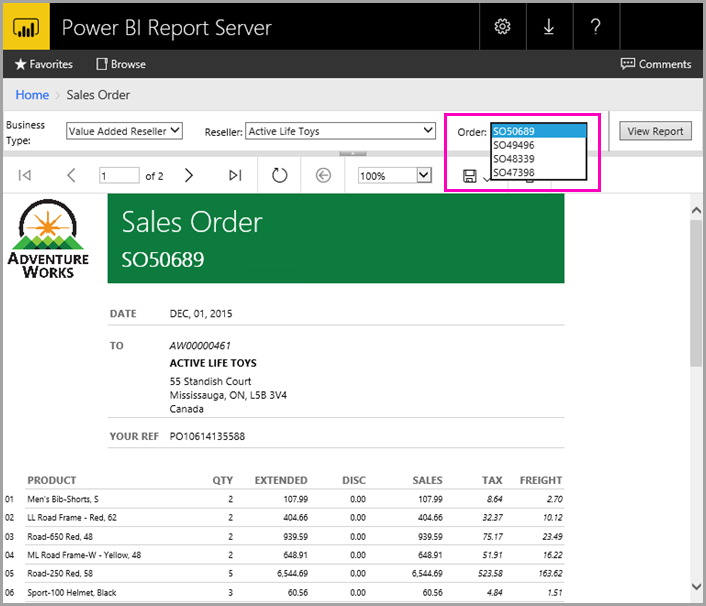 Power BI Report Server ?
Favorites Browse Comments
Home > Sales Order
Business Type: Value Added Reseller Reseller: Active Life Toys Order: SO50689 View Report
SO49496
SO48339
SO47398
1 of 2 100%
ADVENTURE
WORKS
Sales Order
SO50689
DATE DEC, 01, 2015
TO AW00000461
ACTIVE LIFE TOYS
55 Standish Court
Mississauga, ON, L5B 3V4
Canada
YOUR REF PO10614135588
PRODUCT QTY EXTENDED DISC SALES TAX FREIGHT
01 Men's Bib-Shorts, S 2 107.99 0.00 107.99 8.64 2.70
02 LL Road Frame - Red, 62 2 404.66 0.00 404.66 32.37 10.12
03 Road-650 Red, 48 2 939.59 0.00 939.59 75.17 23.49
04 ML Road Frame-W - Yellow, 48 2 648.91 0.00 648.91 51.91 16.22
05 Road-250 Red, 58 5 6,544.69 0.00 6,544.69 523.58 163.62
06 Sport-100 Helmet, Black 3 60.56 0.00 60.56 4.84 1.51